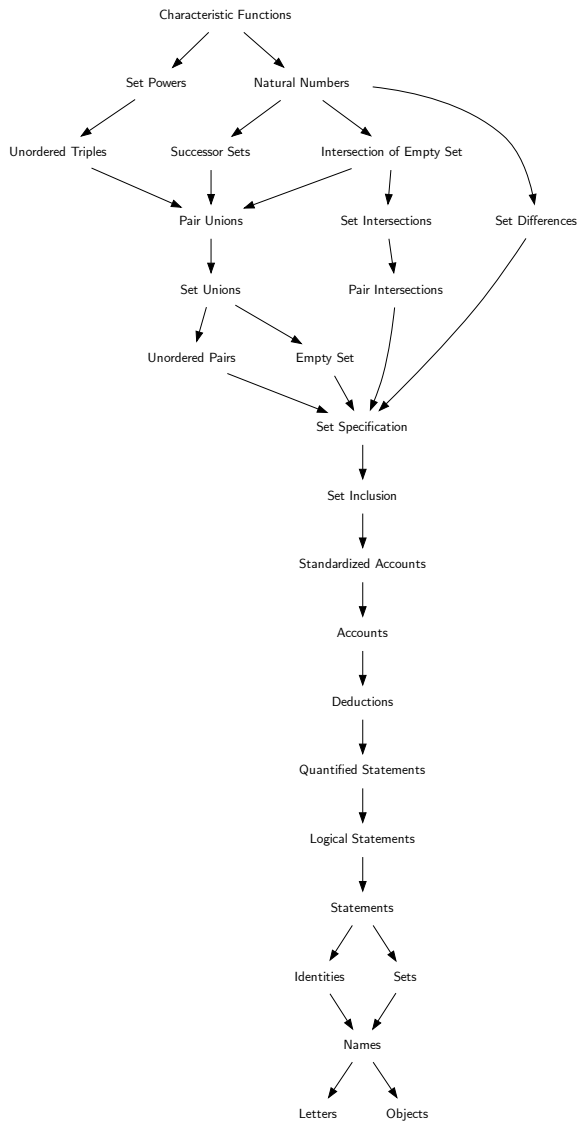 Characteristic Functions
Set Powers
Natural Numbers
Unordered Triples
Successor Sets
Intersection of Empty Set
Pair Unions
Set Intersections
Set Differences
Set Unions
Pair Intersections
Unordered Pairs
Empty Set
Set Specification
Set Inclusion
Standardized Accounts
Accounts
Deductions
Quantified Statements
Logical Statements
Statements
Identities
Sets
Names
Letters
Objects